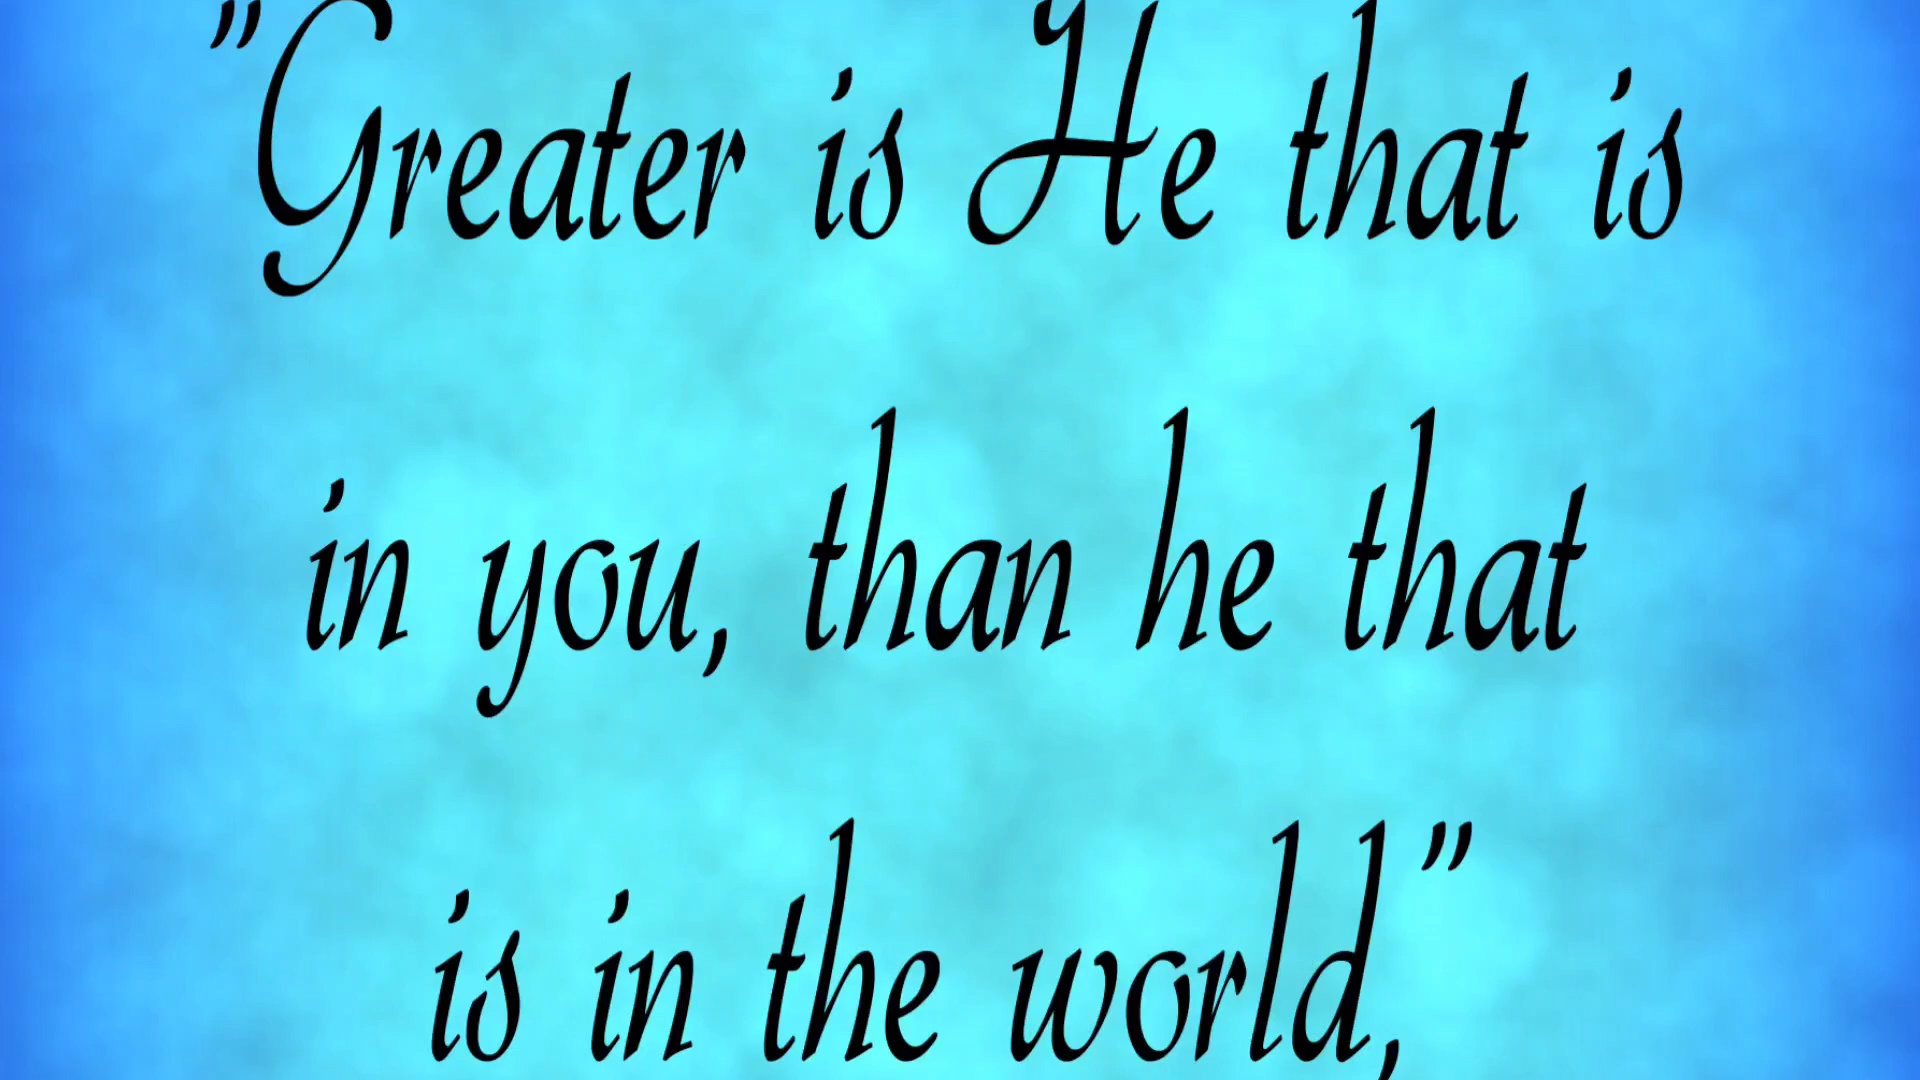 "Greater is He that is
in you, than he that
is in the world,"